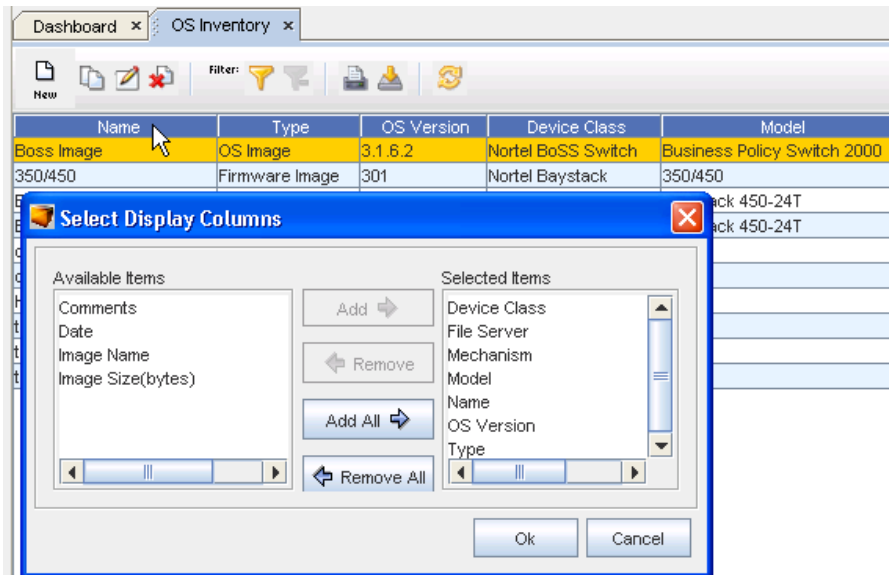 Dashboard × OS Inventory ×
New Filter:
Name Type OS Version Device Class Model
Boss Image OS Image 3.1.6.2 Nortel BoSS Switch Business Policy Switch 2000
350/450 Firmware Image 301 Nortel Baystack 350/450
ack 450-24T
ack 450-24T
Select Display Columns
Available Items
Comments
Date
Image Name
Image Size(bytes)
Add
Remove
Add All
Remove All
Selected Items
Device Class
File Server
Mechanism
Model
Name
OS Version
Type
Ok Cancel